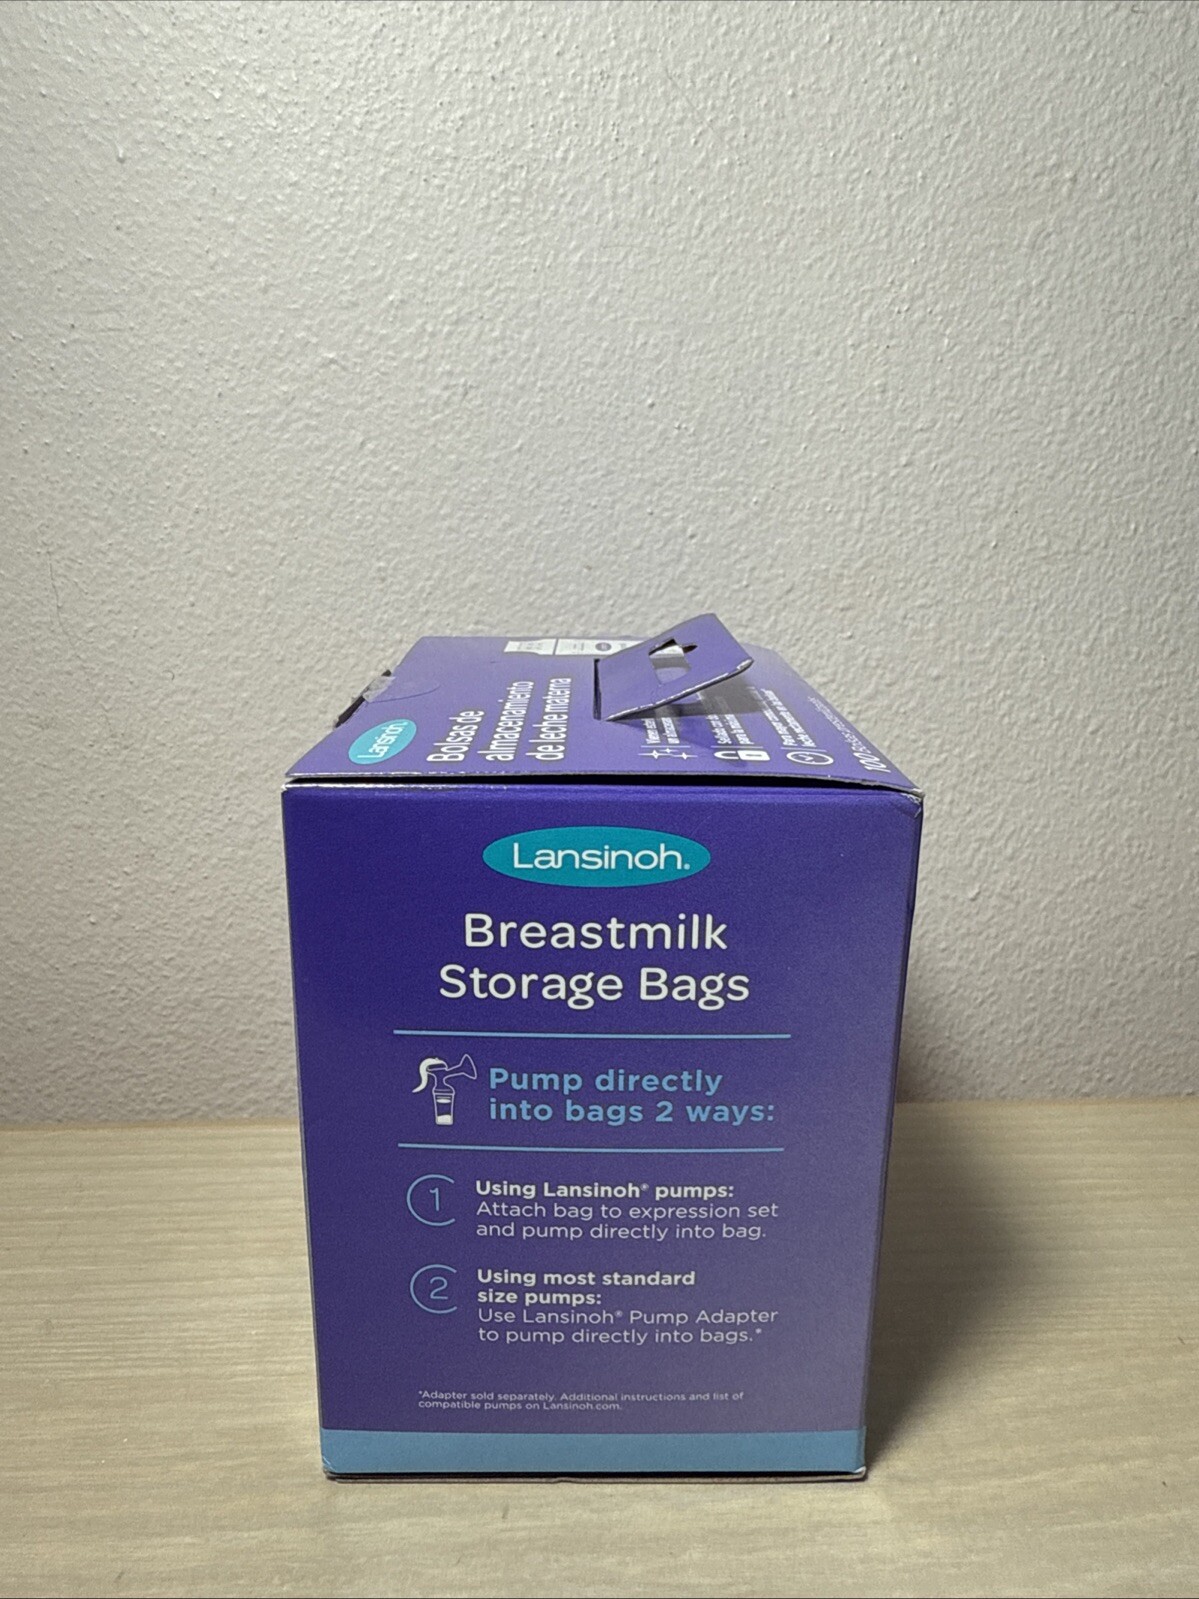 Lansinoh
Bolsas de
almacenamiento
de leche materna
100
Lansinoh®
Breastmilk
Storage Bags
Pump directly
into bags 2 ways:
1
Using Lansinoh® pumps:
Attach bag to expression set
and pump directly into bag.
2
Using most standard
size pumps:
Use Lansinoh® Pump Adapter
to pump directly into bags.*
*Adapter sold separately. Additional instructions and list of
compatible pumps on Lansinoh.com.